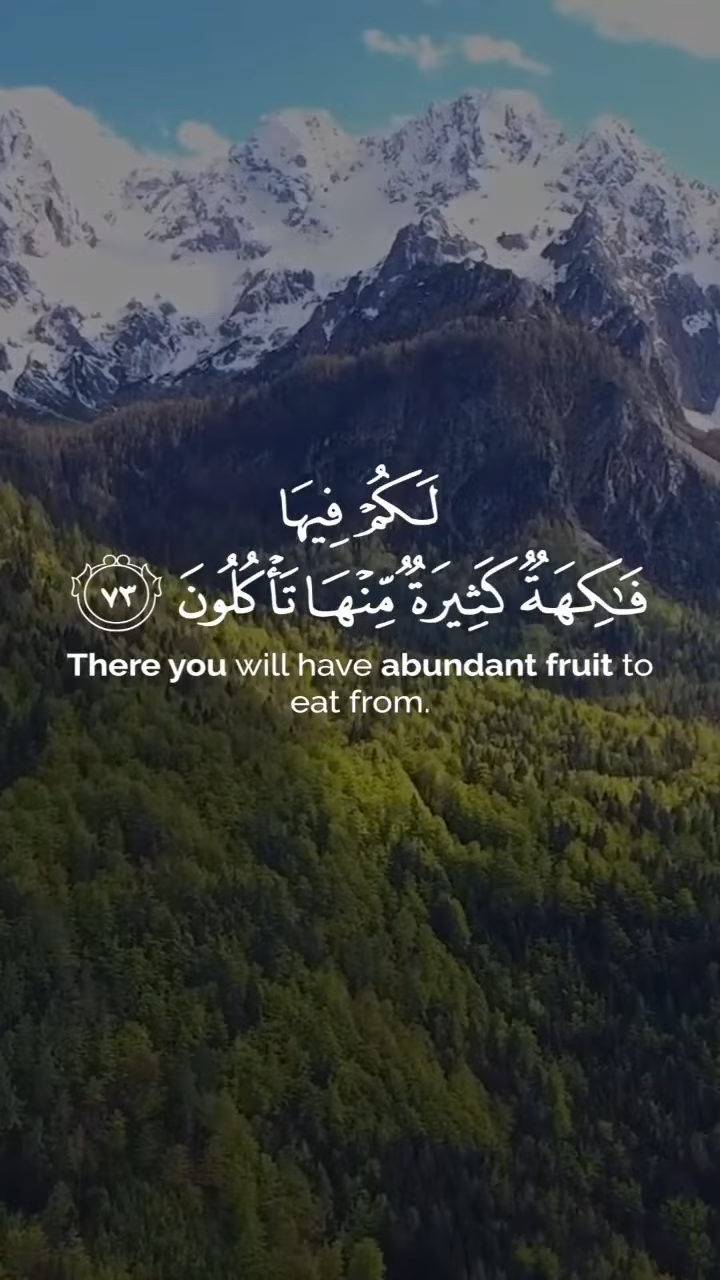 لَكُمْ فِيهَا
فَـٰكِهَةٌ كَثِيرَةٌ مِّنْهَا تَأْكُلُونَ ٧٣
There you will have abundant fruit to
eat from.